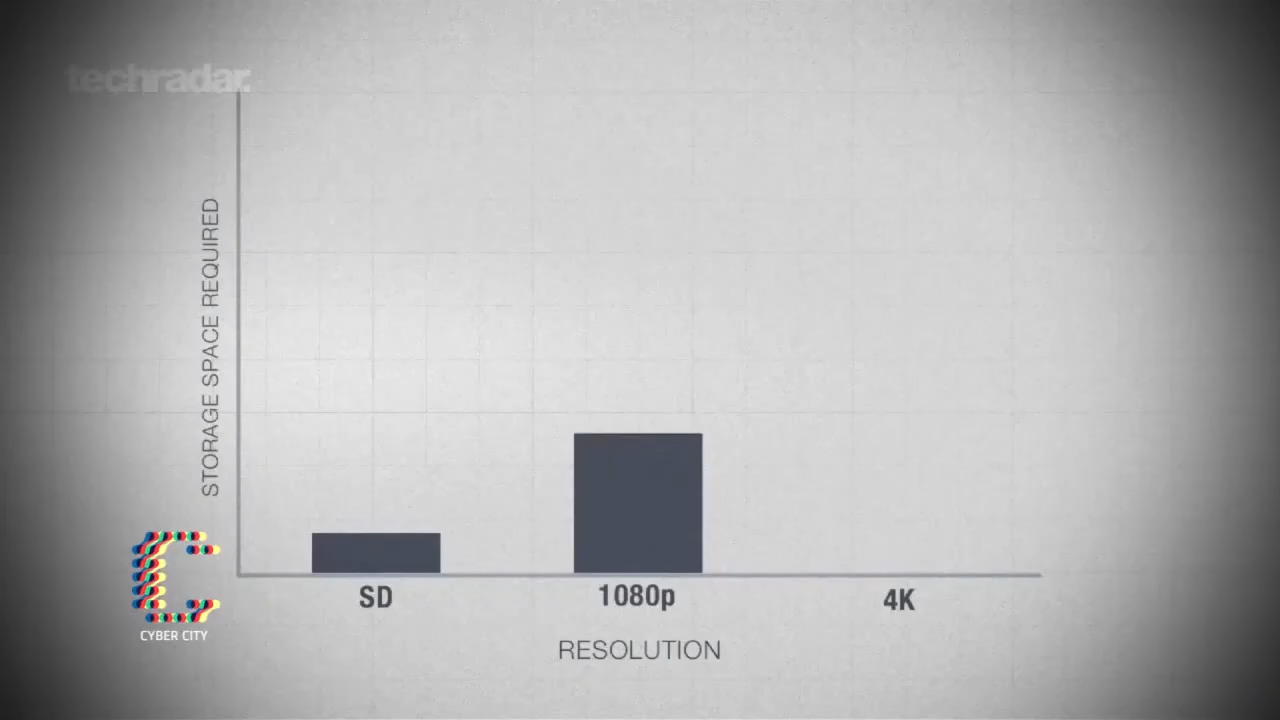 techradar.
STORAGE SPACE REQUIRED
SD
1080p
4K
RESOLUTION
CYBER CITY